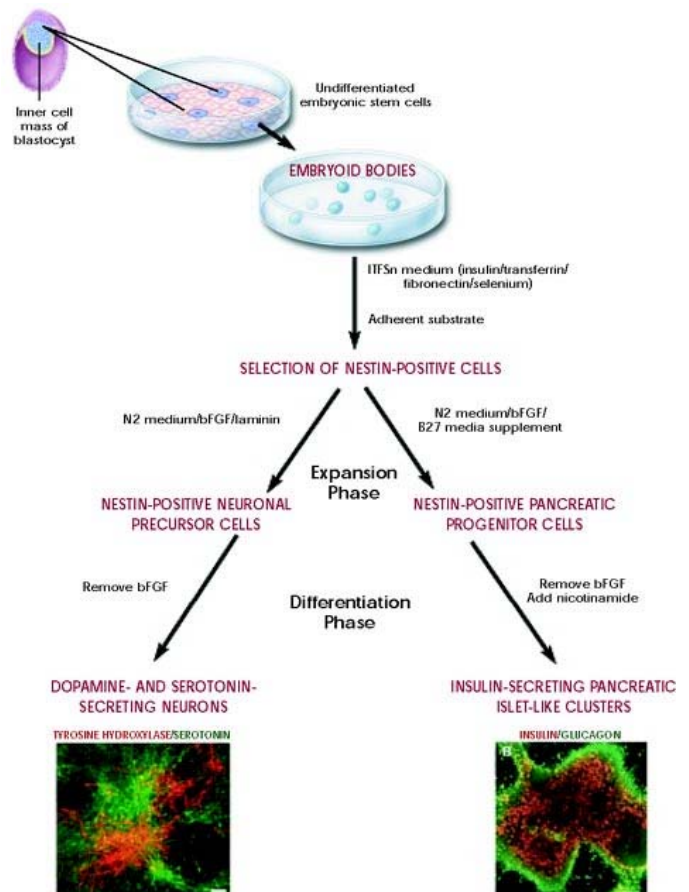 Inner cell
mass of
blastocyst
Undifferentiated
embryonic stem cells
EMBRYOID BODIES
ITFSn medium (insulin/transferrin/
fibronectin/selenium)
Adherent substrate
SELECTION OF NESTIN-POSITIVE CELLS
N2 medium/bFGF/laminin
N2 medium/bFGF/
B27 media supplement
Expansion
Phase
NESTIN-POSITIVE NEURONAL
PRECURSOR CELLS
NESTIN-POSITIVE PANCREATIC
PROGENITOR CELLS
Remove bFGF
Remove bFGF
Add nicotinamide
Differentiation
Phase
DOPAMINE- AND SEROTONIN-
SECRETING NEURONS
INSULIN-SECRETING PANCREATIC
ISLET-LIKE CLUSTERS
TYROSINE HYDROXYLASE/SEROTONIN
INSULIN/GLUCAGON
B